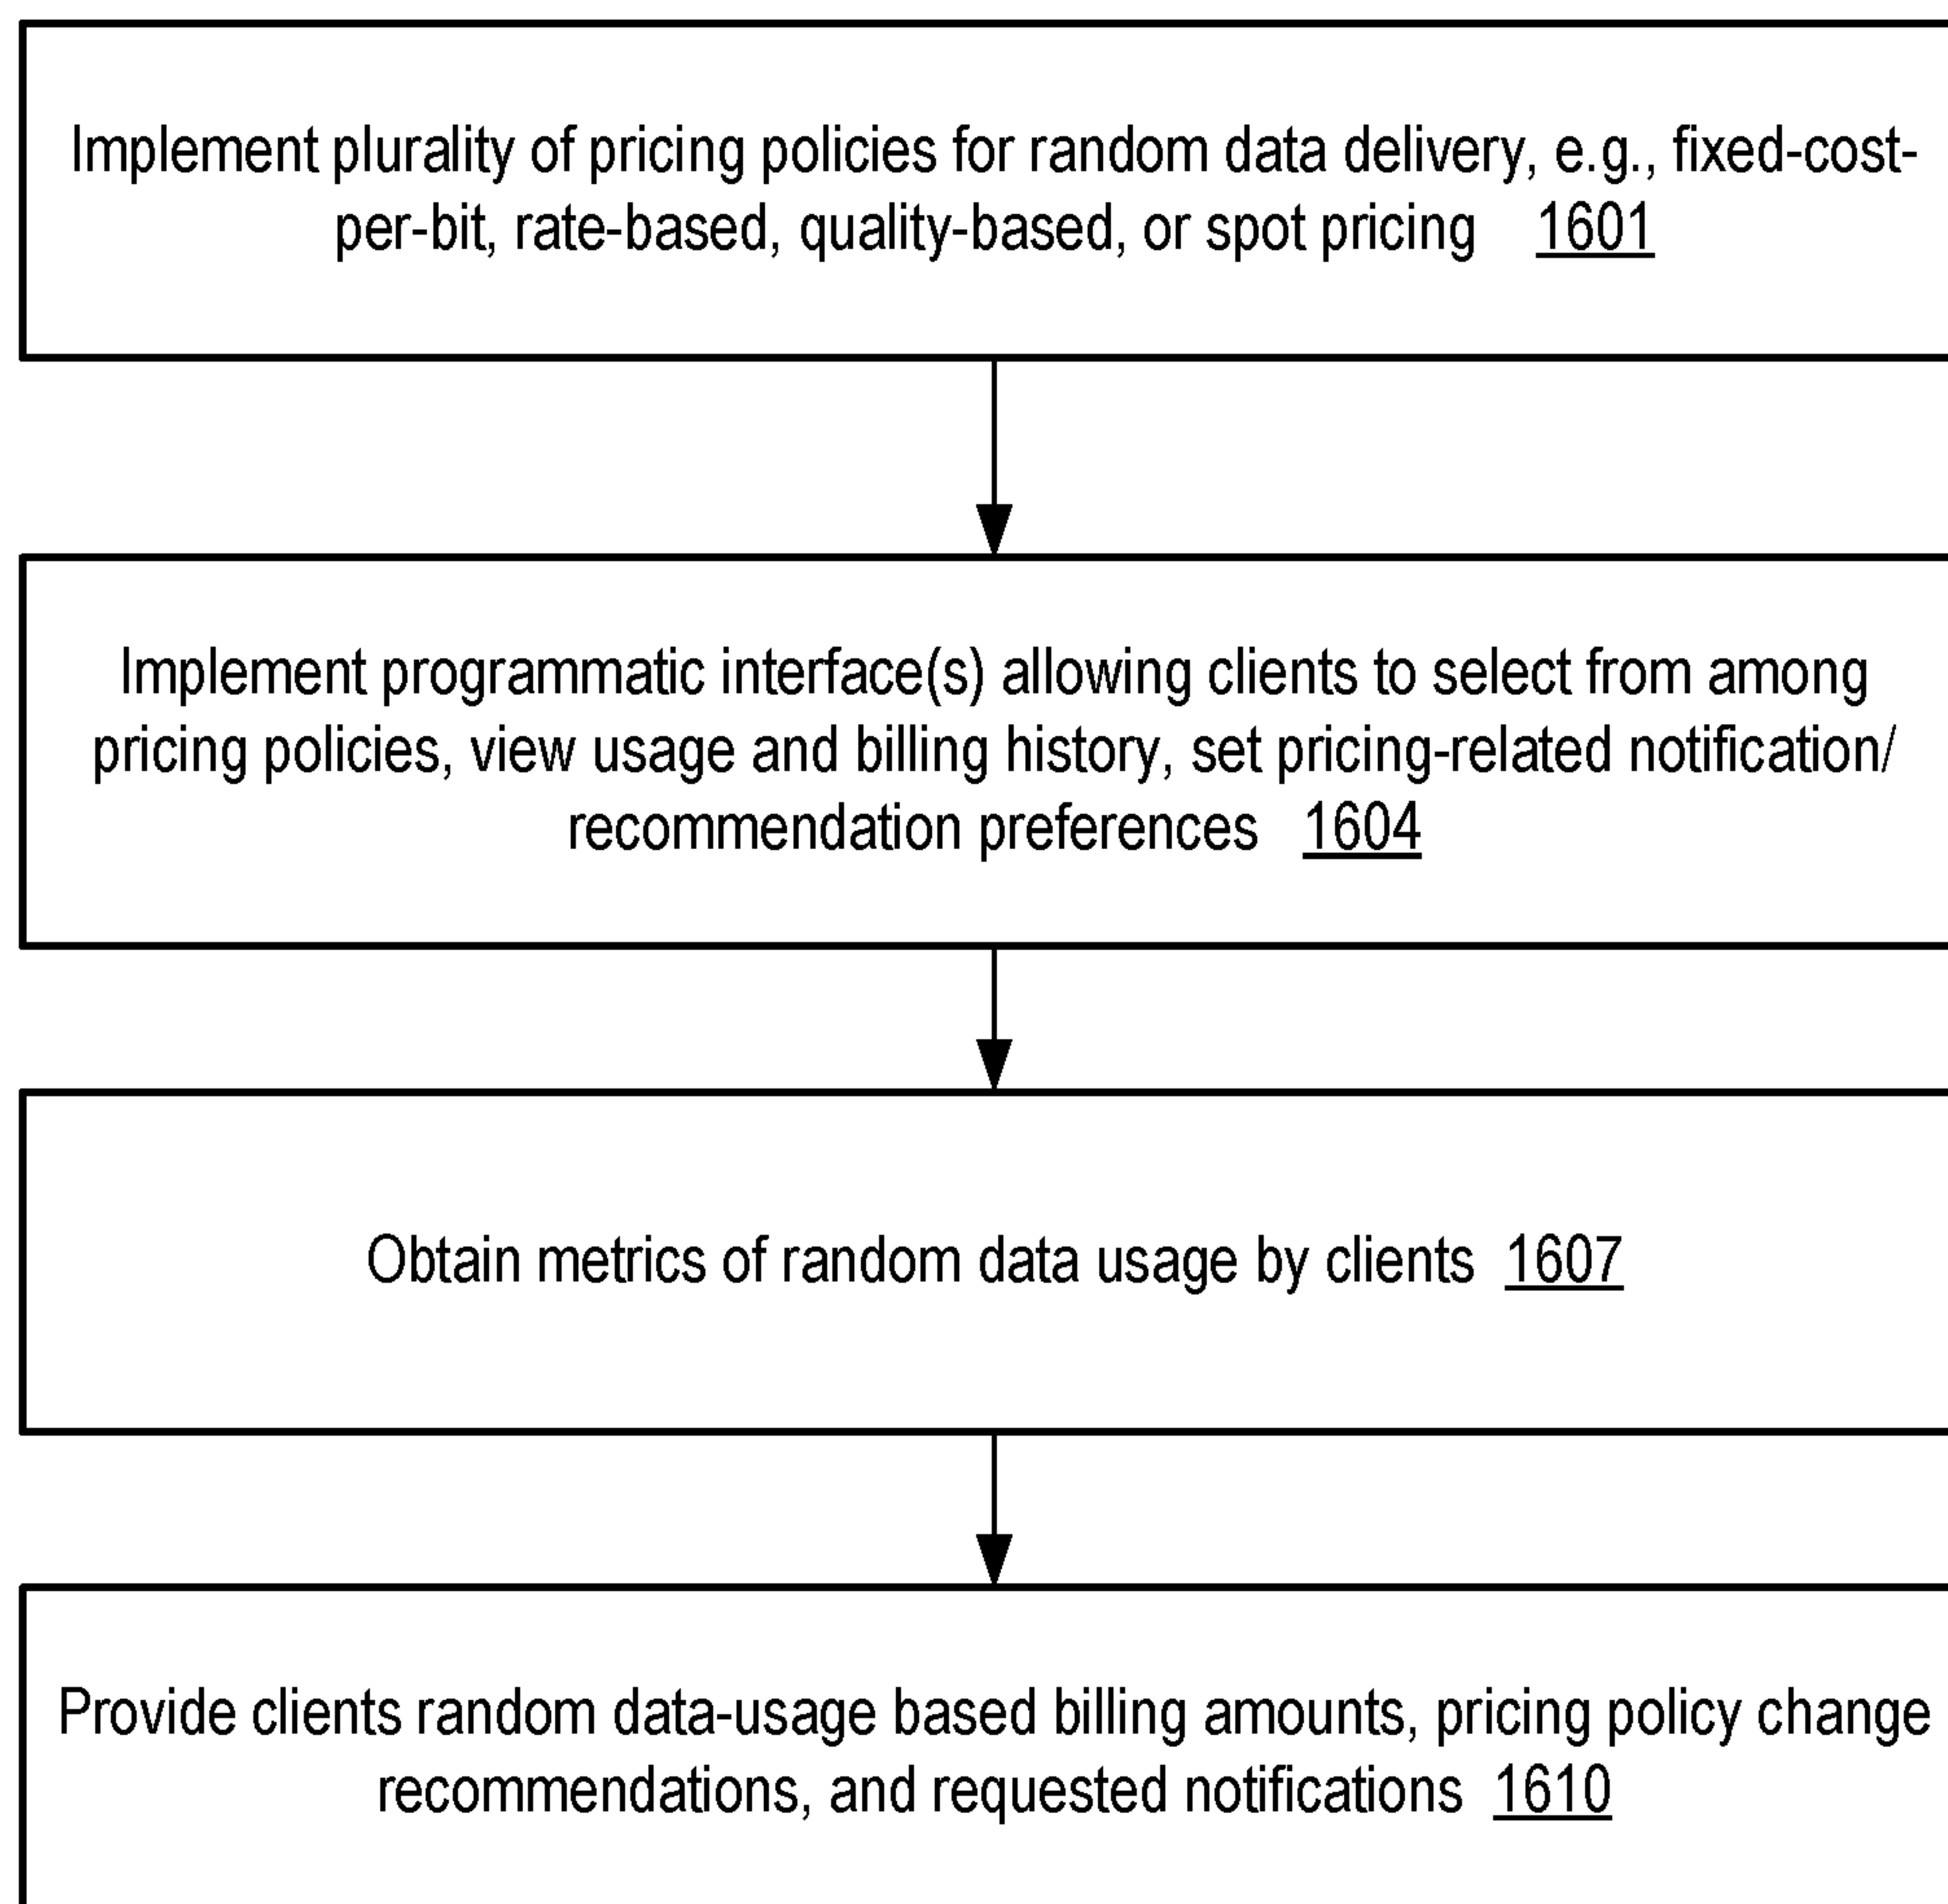 Implement plurality of pricing policies for random data delivery, e.g., fixed-cost-
per-bit, rate-based, quality-based, or spot pricing 1601
Implement programmatic interface(s) allowing clients to select from among
pricing policies, view usage and billing history, set pricing-related notification/
recommendation preferences 1604
Obtain metrics of random data usage by clients 1607
Provide clients random data-usage based billing amounts, pricing policy change
recommendations, and requested notifications 1610